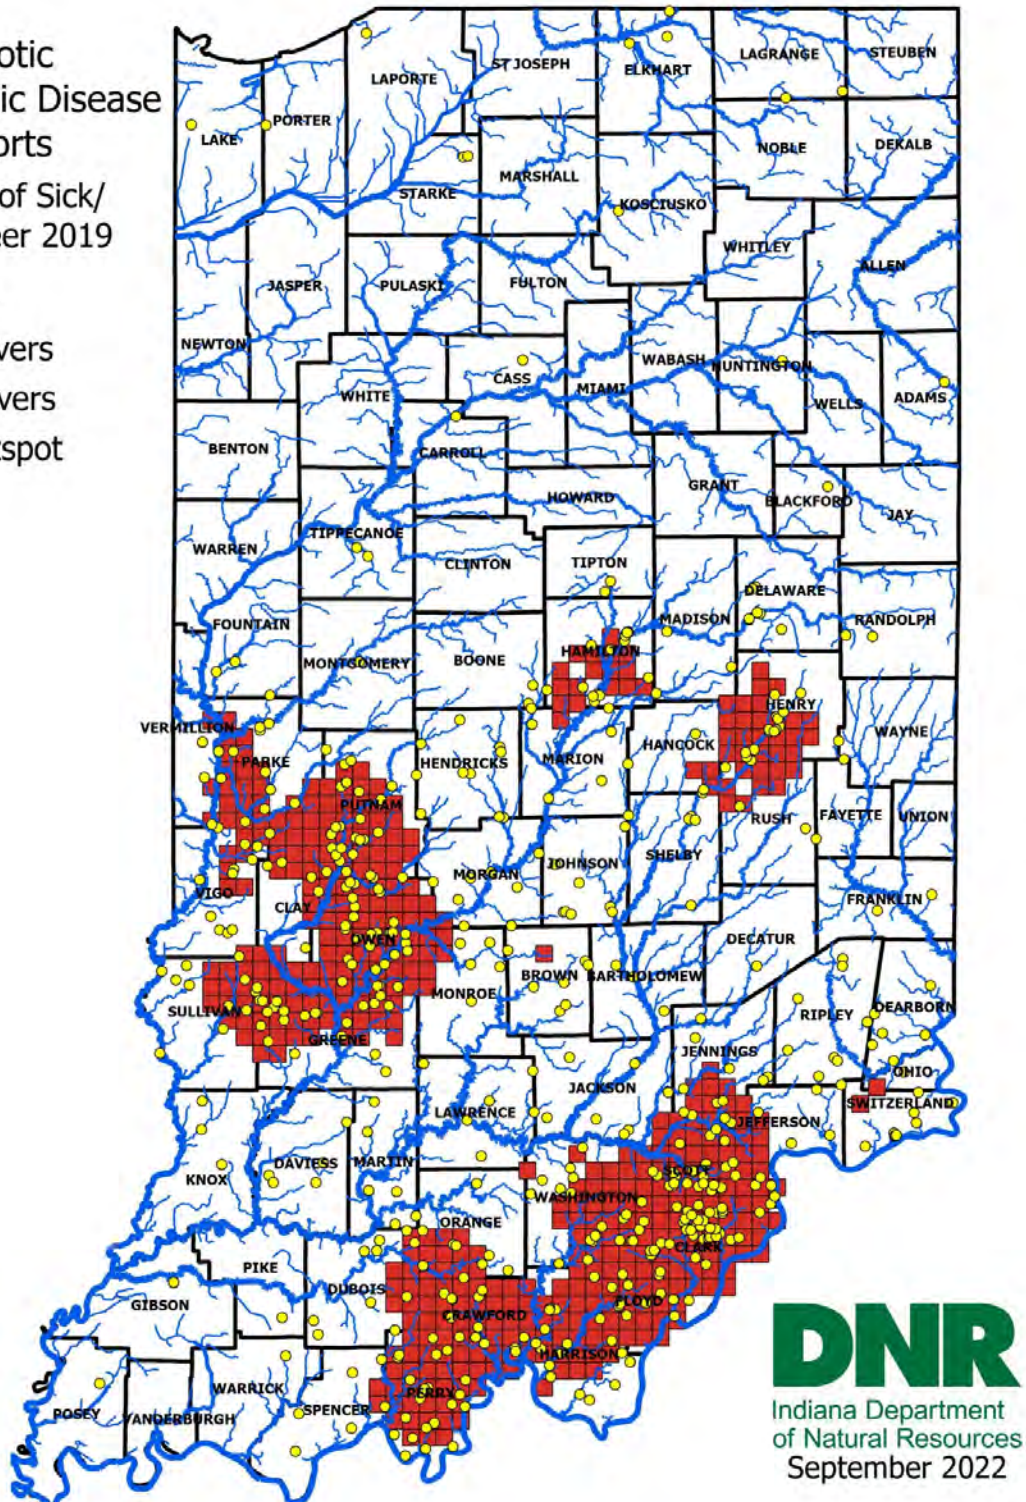 otic
ic Disease
orts
of Sick/
eer 2019
vers
vers
tspot
LAKE
PORTER
LAPORTE
ST JOSEPH
ELKHART
LAGRANGE
STEUBEN
NOBLE
DEKALB
STARKE
MARSHALL
KOSCIUSKO
WHITLEY
ALLEN
JASPER
PULASKI
FULTON
NEWTON
WHITE
CASS
MIAMI
WABASH
HUNTINGTON
WELLS
ADAMS
BENTON
CARROLL
HOWARD
GRANT
BLACKFORD
JAY
WARREN
TIPPECANOE
CLINTON
TIPTON
DELAWARE
MADISON
RANDOLPH
FOUNTAIN
MONTGOMERY
BOONE
HAMILTON
HENRY
VERMILLION
PARKE
HENDRICKS
MARION
HANCOCK
WAYNE
PUTNAM
RUSH
FAYETTE
UNION
VIGO
CLAY
MORGAN
JOHNSON
SHELBY
FRANKLIN
OWEN
DECATUR
SULLIVAN
GREENE
MONROE
BROWN
BARTHOLOMEW
RIPLEY
DEARBORN
JENNINGS
OHIO
JACKSON
LAWRENCE
SWITZERLAND
JEFFERSON
KNOX
DAVIESS
MARTIN
SCOTT
WASHINGTON
ORANGE
CLARK
PIKE
DUBOIS
GIBSON
CRAWFORD
FLOYD
HARRISON
POSEY
VANDERBURGH
WARRICK
SPENCER
PERRY
DNR
Indiana Department
of Natural Resources
September 2022